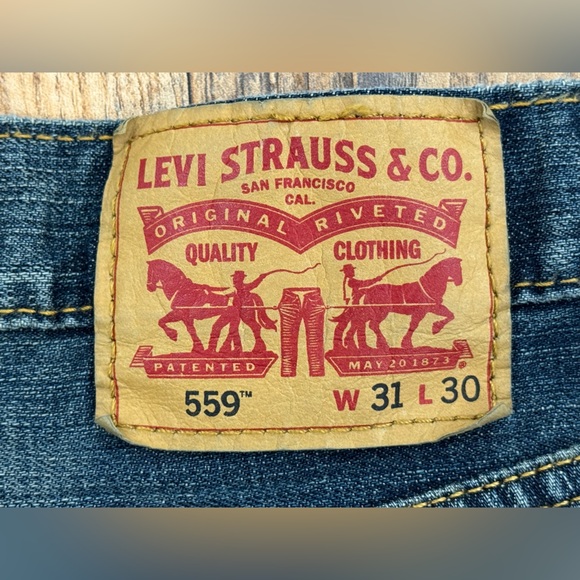 LEVI STRAUSS & CO.
SAN FRANCISCO
CAL.
ORIGINAL RIVETED
QUALITY CLOTHING
PATENTED MAY 20 1873
®
559™ W 31 L 30